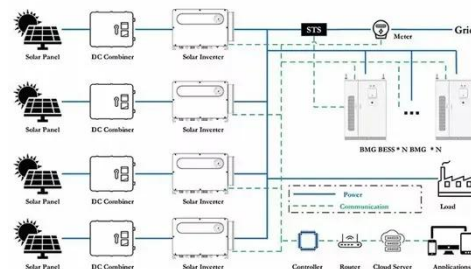 Solar Panel
DC Combiner
Solar Inverter
STS
Meter
Grid
Solar Panel
DC Combiner
Solar Inverter
BMG BESS * N BMG * N
Solar Panel
DC Combiner
Solar Inverter
Power
Communication
Load
Solar Panel
DC Combiner
Solar Inverter
Controller
Router
Cloud Server
Application